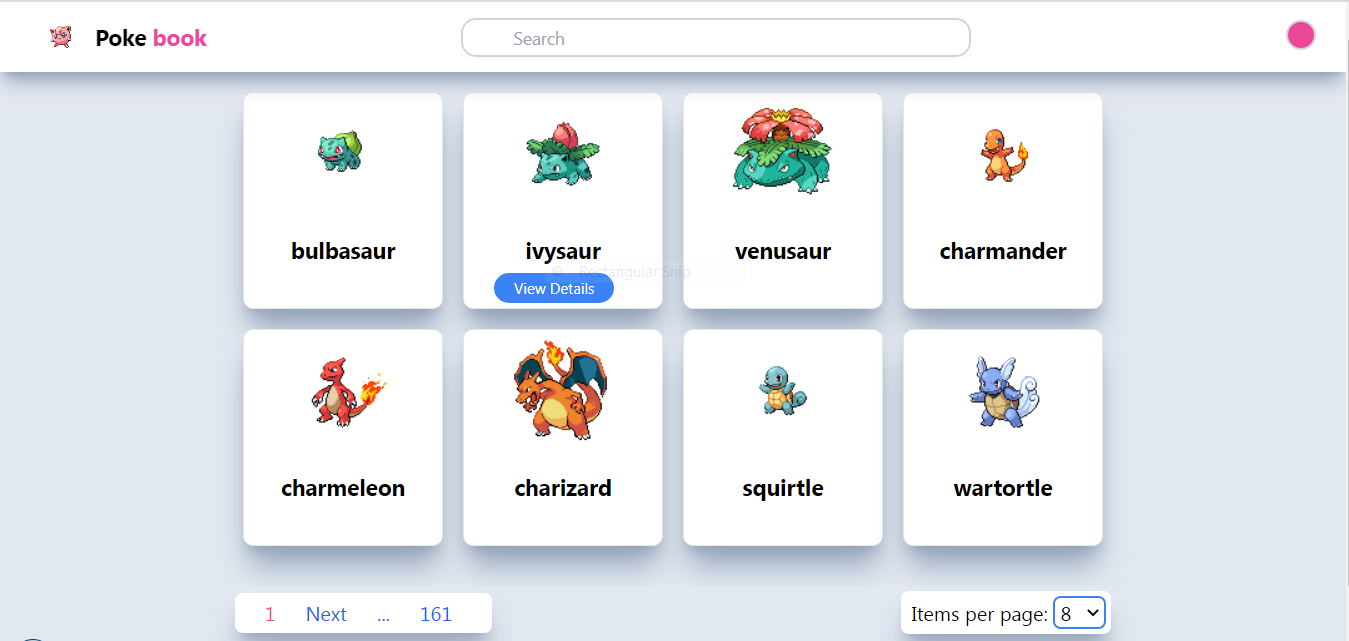 Poke book
Search
bulbasaur
ivysaur
venusaur
charmander
Rectangular Snip
View Details
charmeleon
charizard
squirtle
wartortle
1 Next ... 161
Items per page: 8